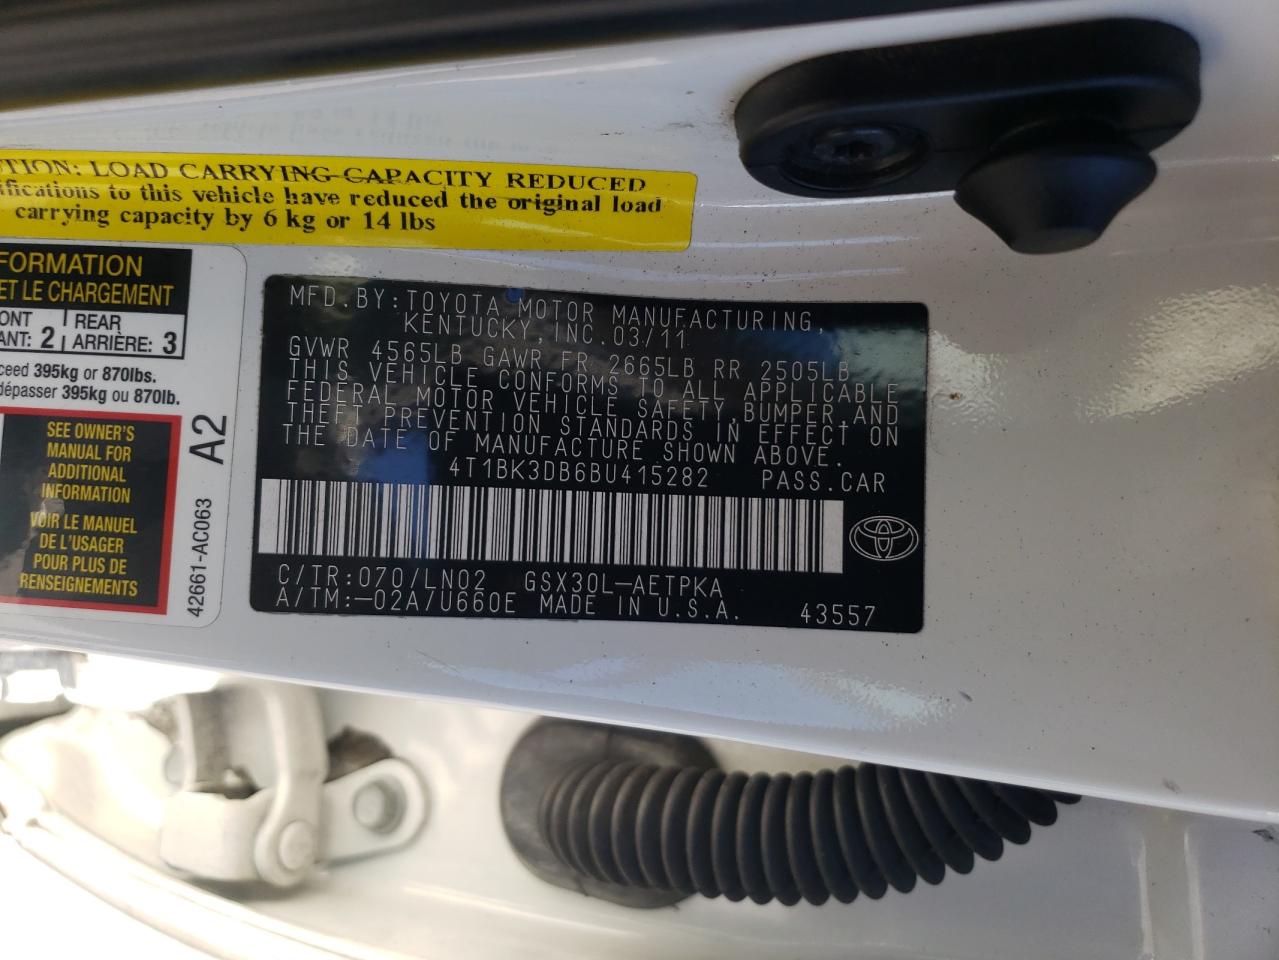 UTION: LOAD CARRYING CAPACITY REDUCED
ifications to this vehicle have reduced the original load
carrying capacity by 6 kg or 14 lbs
FORMATION
ET LE CHARGEMENT
ONT
ANT: 2
REAR
ARRIÈRE: 3
ceed 395kg or 870lbs.
dépasser 395kg ou 870lb.
SEE OWNER'S
MANUAL FOR
ADDITIONAL
INFORMATION
VOIR LE MANUEL
DE L'USAGER
POUR PLUS DE
RENSEIGNEMENTS
42661-AC063
A2
MFD.BY:TOYOTA MOTOR MANUFACTURING,
KENTUCKY, INC. 03/11
GVWR 4565LB GAWR FR 2665LB RR 2505LB
THIS VEHICLE CONFORMS TO ALL APPLICABLE
FEDERAL MOTOR VEHICLE SAFETY, BUMPER, AND
THEFT PREVENTION STANDARDS IN EFFECT ON
THE DATE OF MANUFACTURE SHOWN ABOVE.
4T1BK3DB6BU415282 PASS.CAR
C/TR:070/LN02 GSX30L-AETPKA
A/TM:-02A/U660E MADE IN U.S.A. 43557